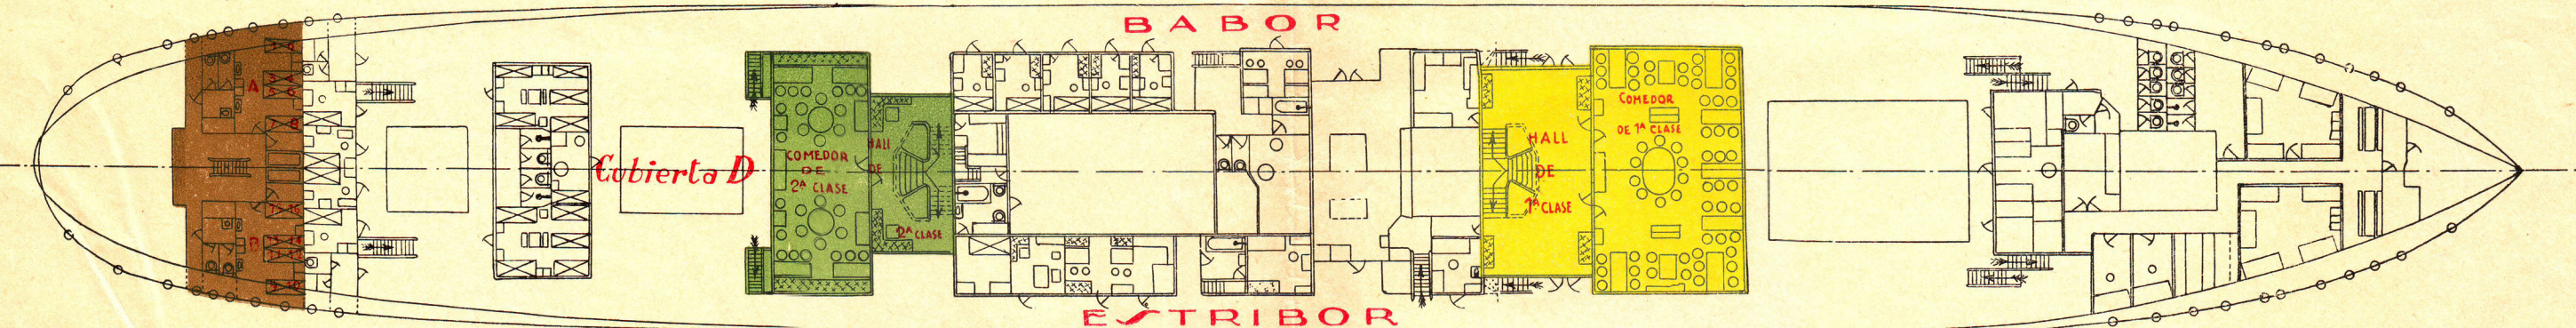 BABOR
A
B
Cubierta D
COMEDOR
DE
2ª CLASE
HALL
DE
2ª CLASE
HALL
DE
1ª CLASE
COMEDOR
DE 1ª CLASE
ESTRIBOR